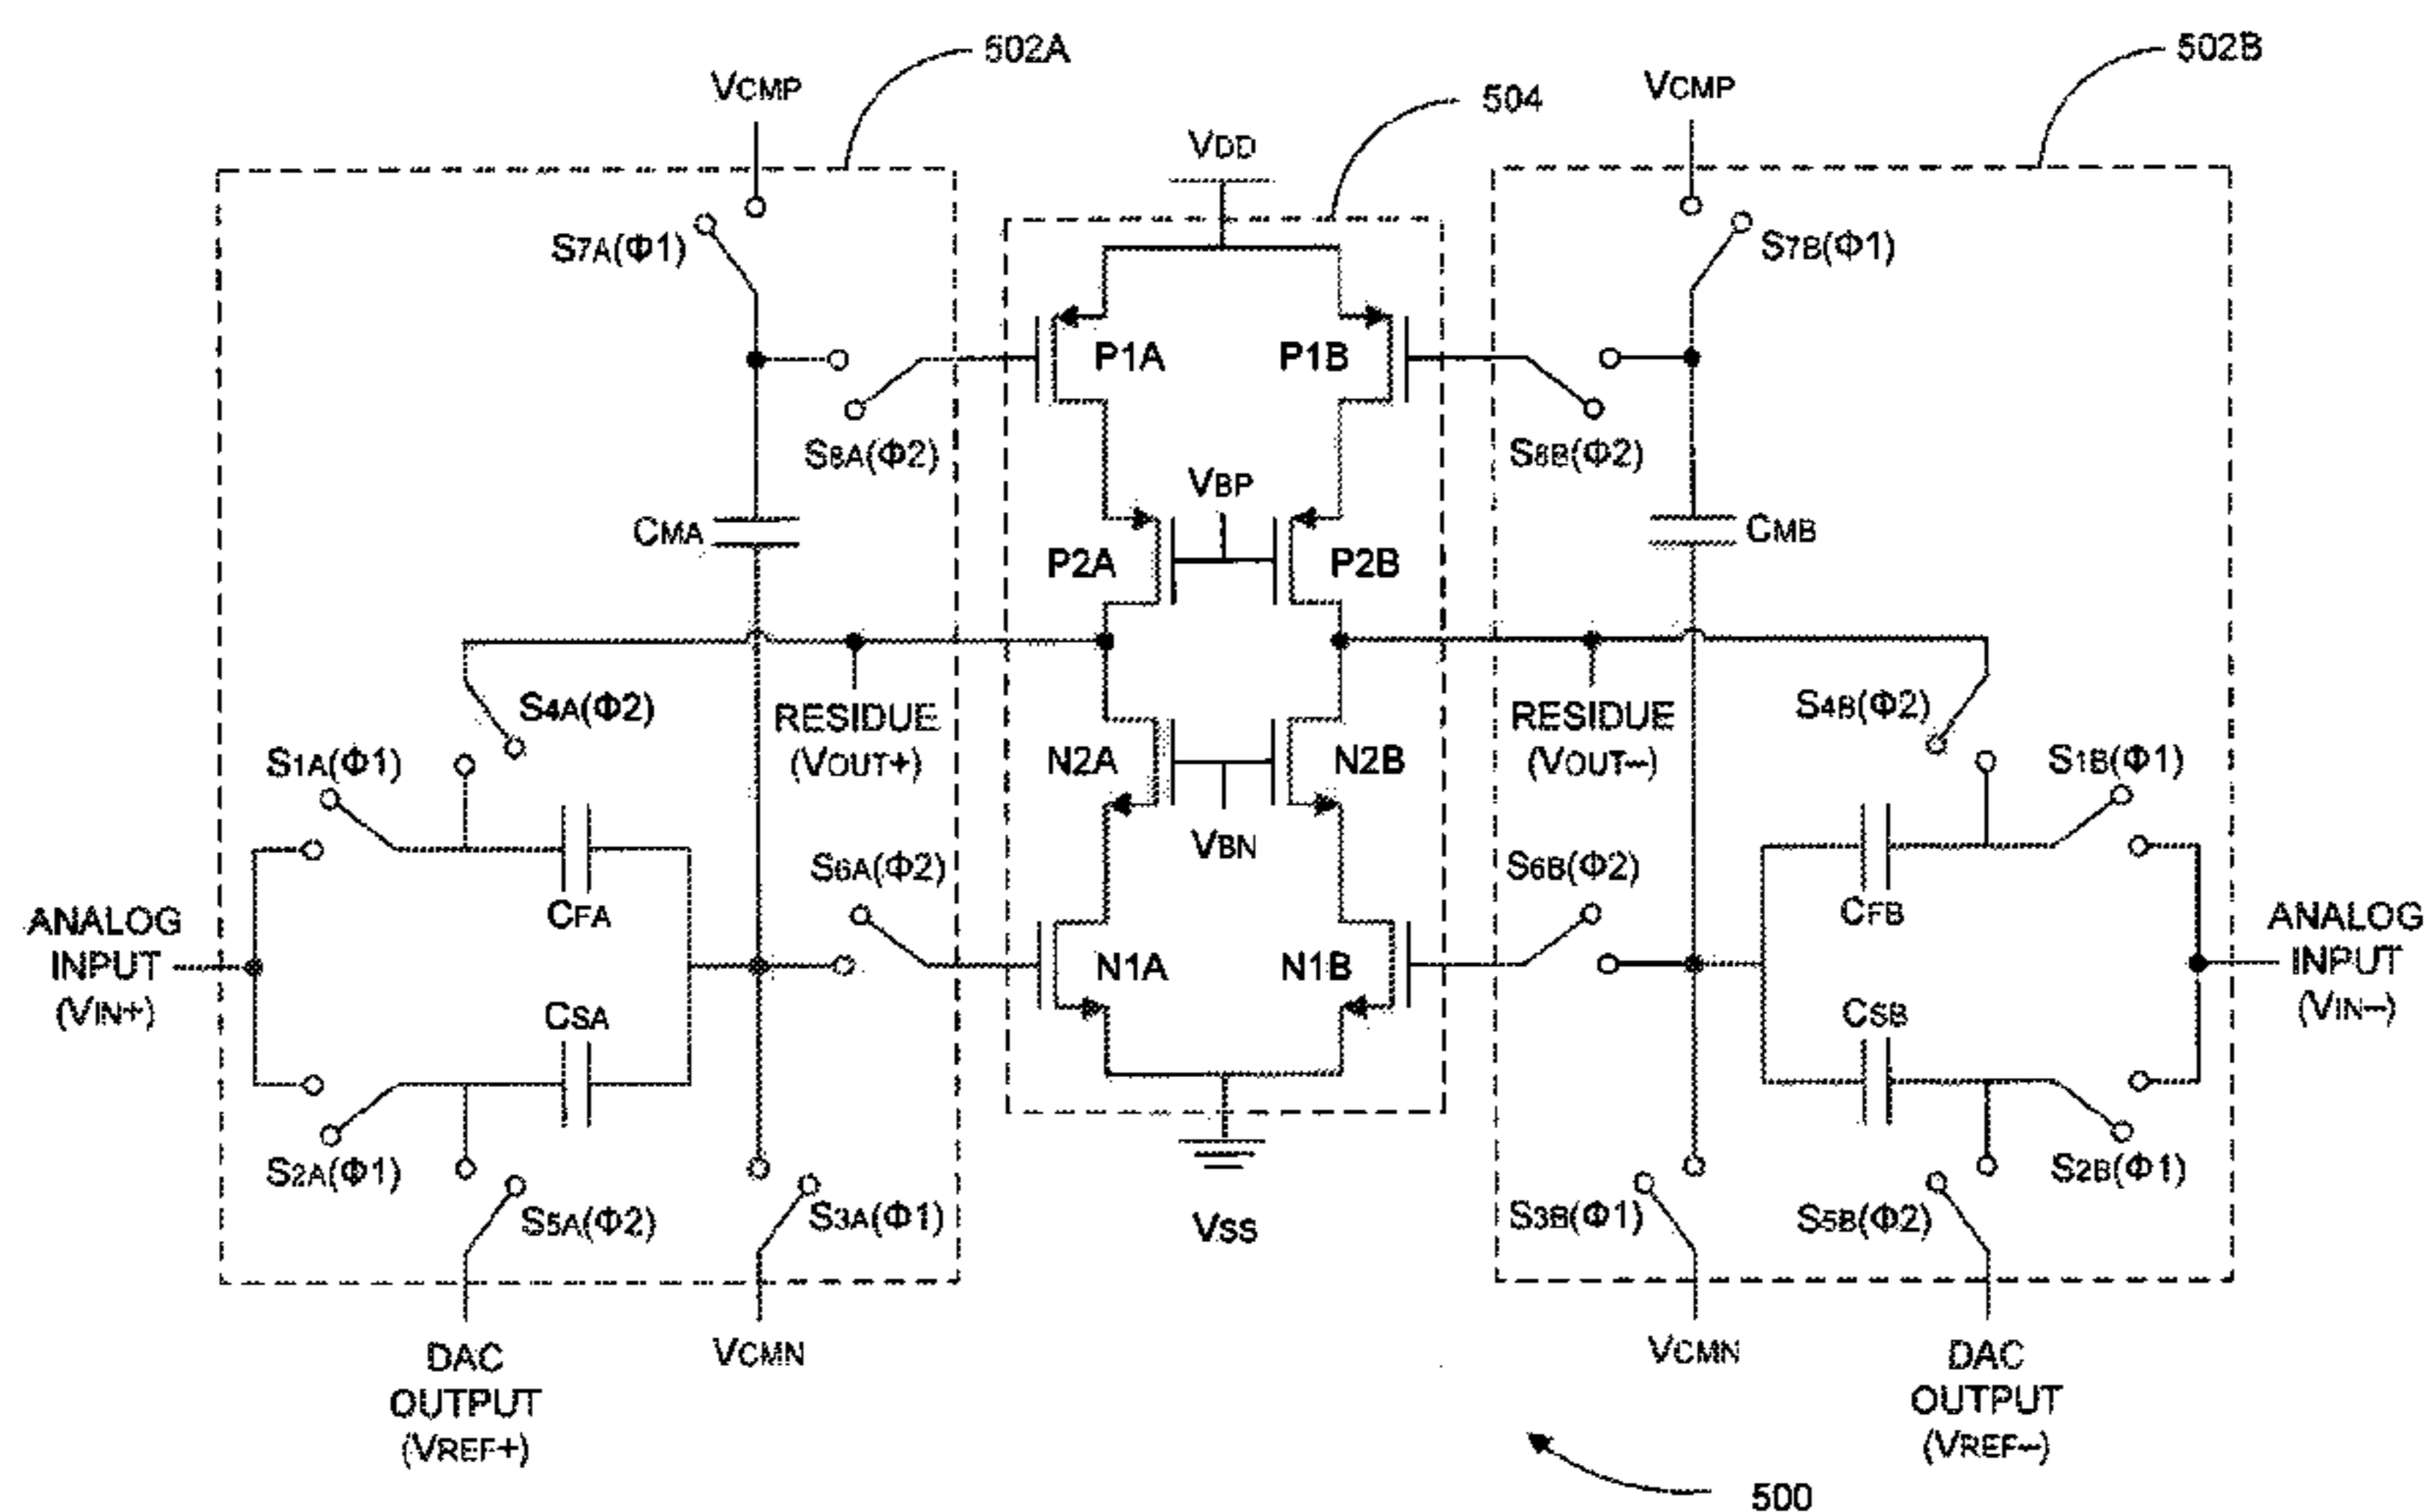 502A
502B
VCMP
504
VCMP
VDD
S7A(Φ1)
S7B(Φ1)
P1A
P1B
S8A(Φ2)
S8B(Φ2)
VBP
CMA
CMB
P2A
P2B
S4A(Φ2)
RESIDUE
(VOUT+)
RESIDUE
(VOUT–)
S4B(Φ2)
S1A(Φ1)
N2A
N2B
S1B(Φ1)
VBN
S6A(Φ2)
S6B(Φ2)
CFA
CFB
ANALOG
INPUT
(VIN+)
N1A
N1B
ANALOG
INPUT
(VIN–)
CSA
CSB
S2A(Φ1)
S2B(Φ1)
S5A(Φ2)
S3A(Φ1)
VSS
S3B(Φ1)
S5B(Φ2)
DAC
OUTPUT
(VREF+)
VCMN
VCMN
DAC
OUTPUT
(VREF–)
500